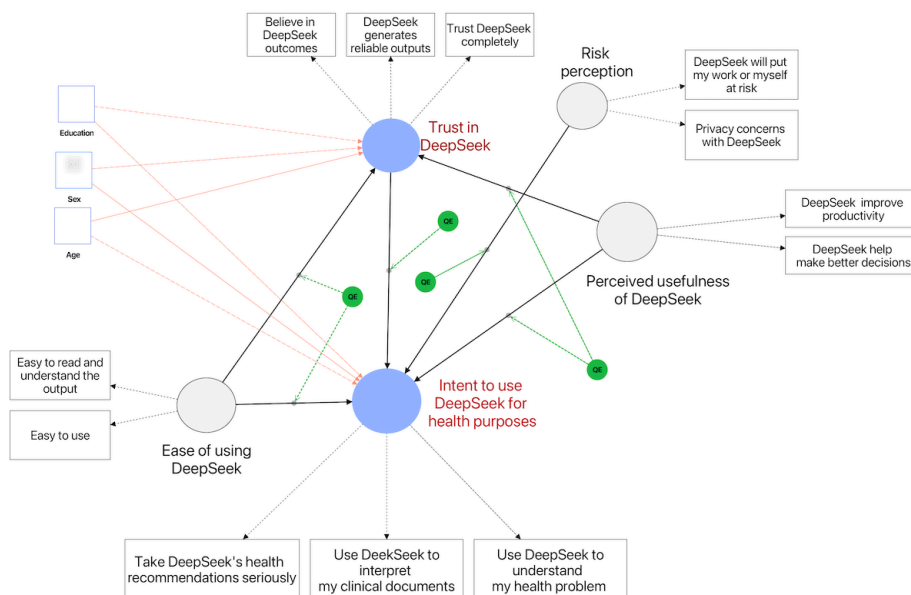 Believe in
DeepSeek
outcomes
DeepSeek
generates
reliable outputs
Trust DeepSeek
completely
Risk
perception
DeepSeek will put
my work or myself
at risk
Privacy concerns
with DeepSeek
Education
Sex
Age
Trust in
DeepSeek
QE
QE
QE
QE
DeepSeek improve
productivity
DeepSeek help
make better decisions
Perceived usefulness
of DeepSeek
Easy to read and
understand the
output
Easy to use
Ease of using
DeepSeek
Intent to use
DeepSeek for
health purposes
Take DeepSeek's health
recommendations seriously
Use DeekSeek to
interpret
my clinical documents
Use DeepSeek to
understand
my health problem